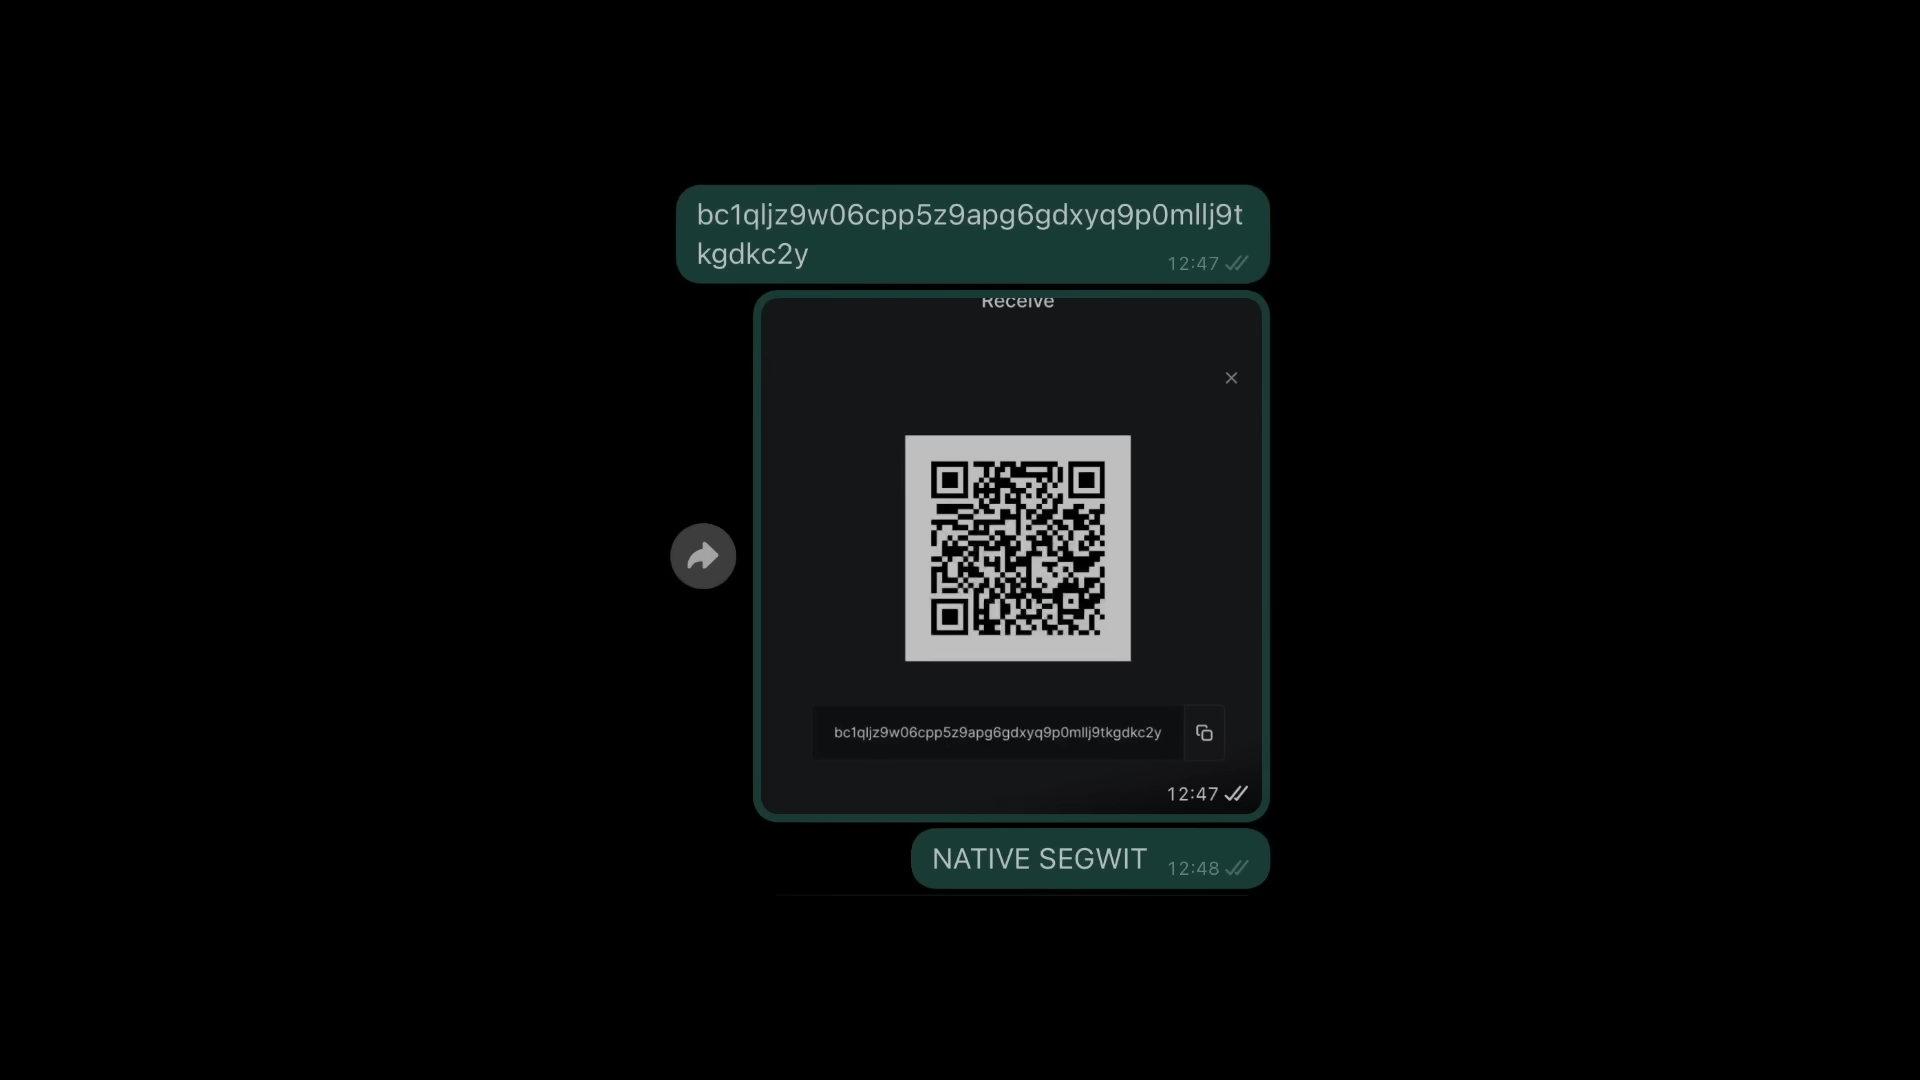 bc1qljz9w06cpp5z9apg6gdxyq9p0mllj9t
kgdkc2y
12:47
Receive
bc1qljz9w06cpp5z9apg6gdxyq9p0mllj9tkgdkc2y
12:47
NATIVE SEGWIT 12:48